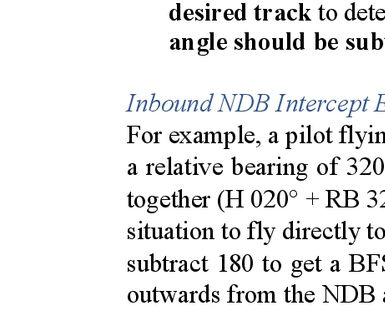 desired track to dete
angle should be sub
Inbound NDB Intercept E
For example, a pilot flyin
a relative bearing of 320
together (H 020° + RB 32
situation to fly directly to
subtract 180 to get a BFS
outwards from the NDB a